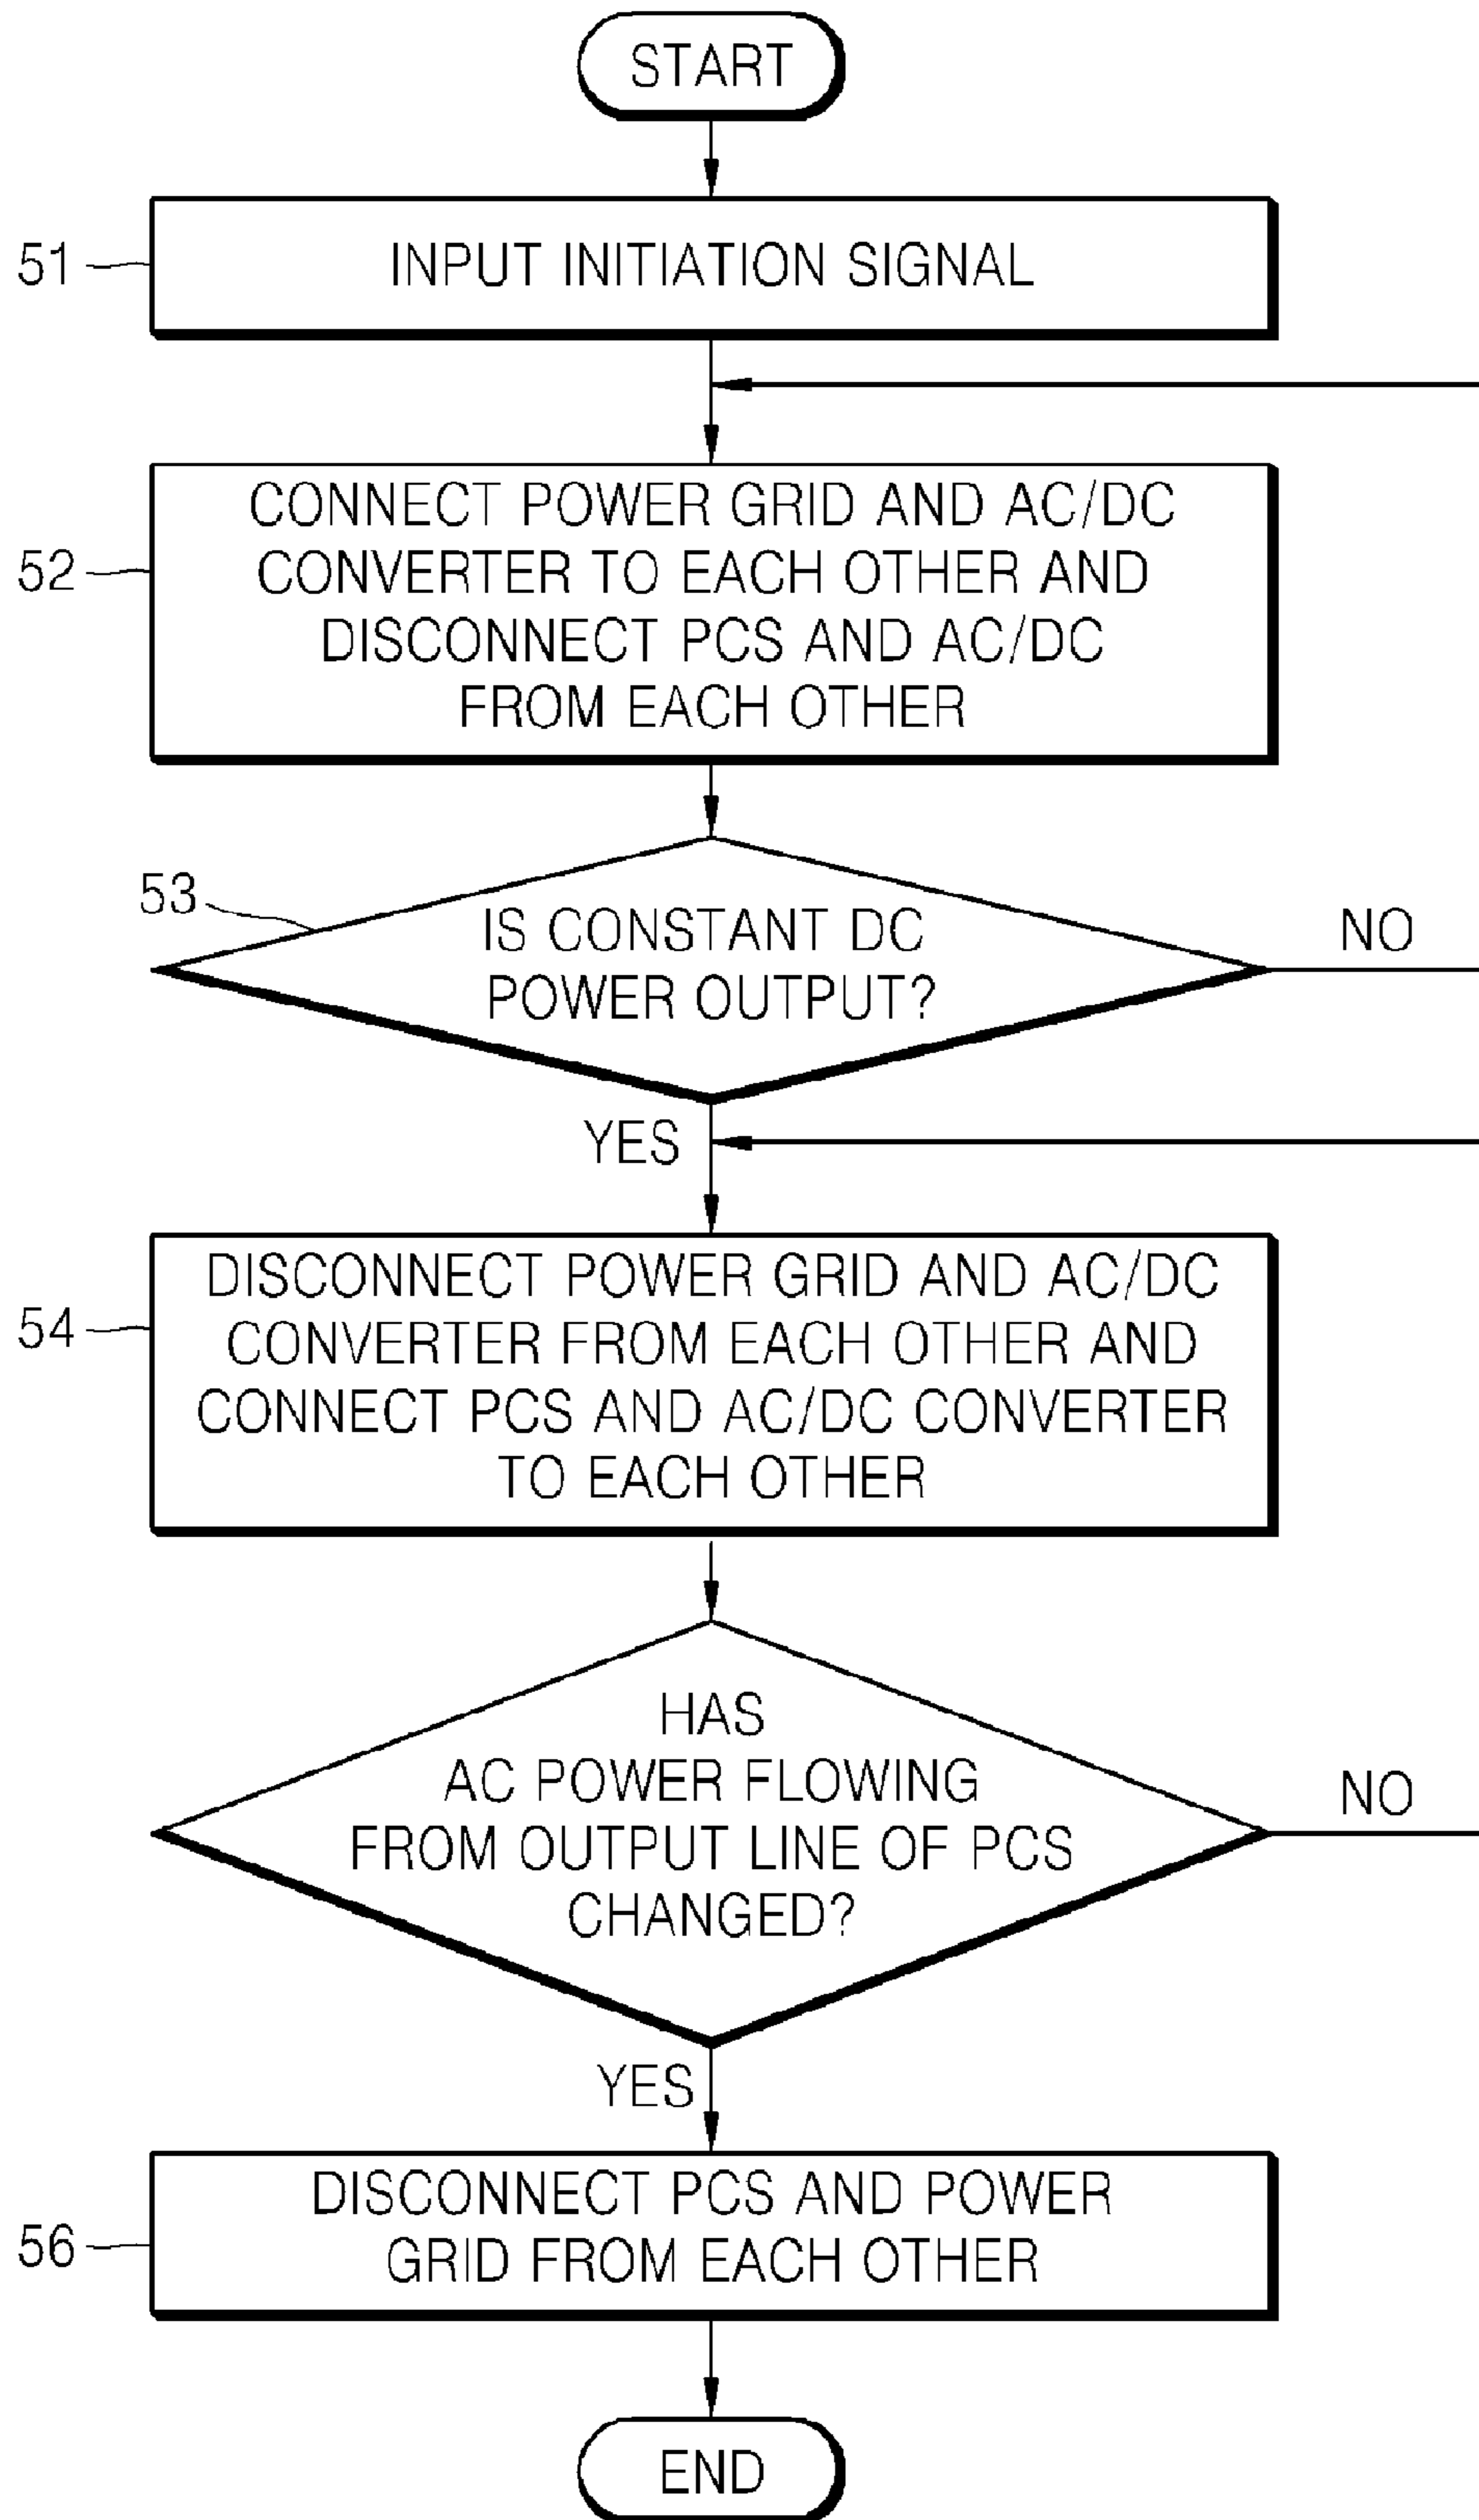 START
51
INPUT INITIATION SIGNAL
52
CONNECT POWER GRID AND AC/DC
CONVERTER TO EACH OTHER AND
DISCONNECT PCS AND AC/DC
FROM EACH OTHER
53
IS CONSTANT DC
POWER OUTPUT?
NO
YES
54
DISCONNECT POWER GRID AND AC/DC
CONVERTER FROM EACH OTHER AND
CONNECT PCS AND AC/DC CONVERTER
TO EACH OTHER
HAS
AC POWER FLOWING
FROM OUTPUT LINE OF PCS
CHANGED?
NO
YES
56
DISCONNECT PCS AND POWER
GRID FROM EACH OTHER
END